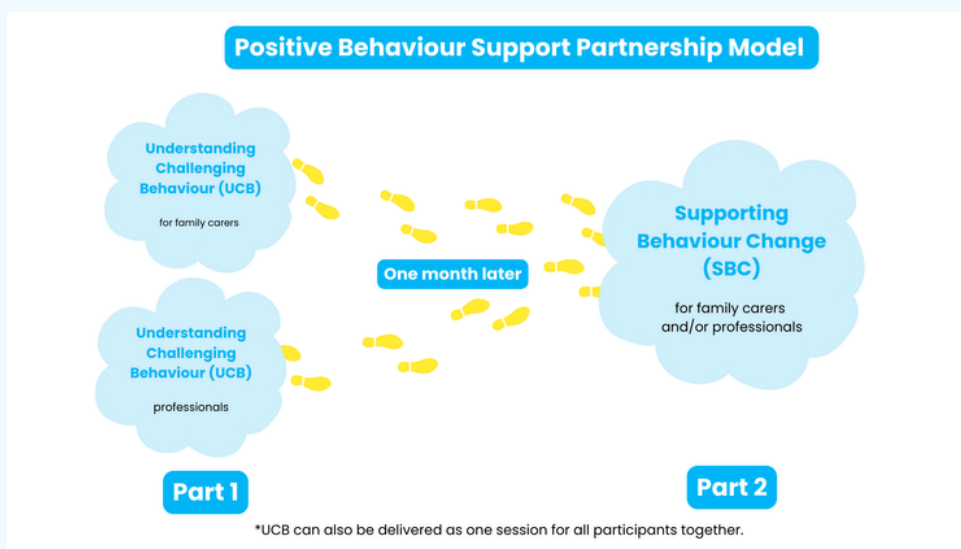 Positive Behaviour Support Partnership Model
Understanding
Challenging
Behaviour (UCB)
for family carers
Understanding
Challenging
Behaviour (UCB)
professionals
One month later
Supporting
Behaviour Change
(SBC)
for family carers
and/or professionals
Part 1
Part 2
*UCB can also be delivered as one session for all participants together.